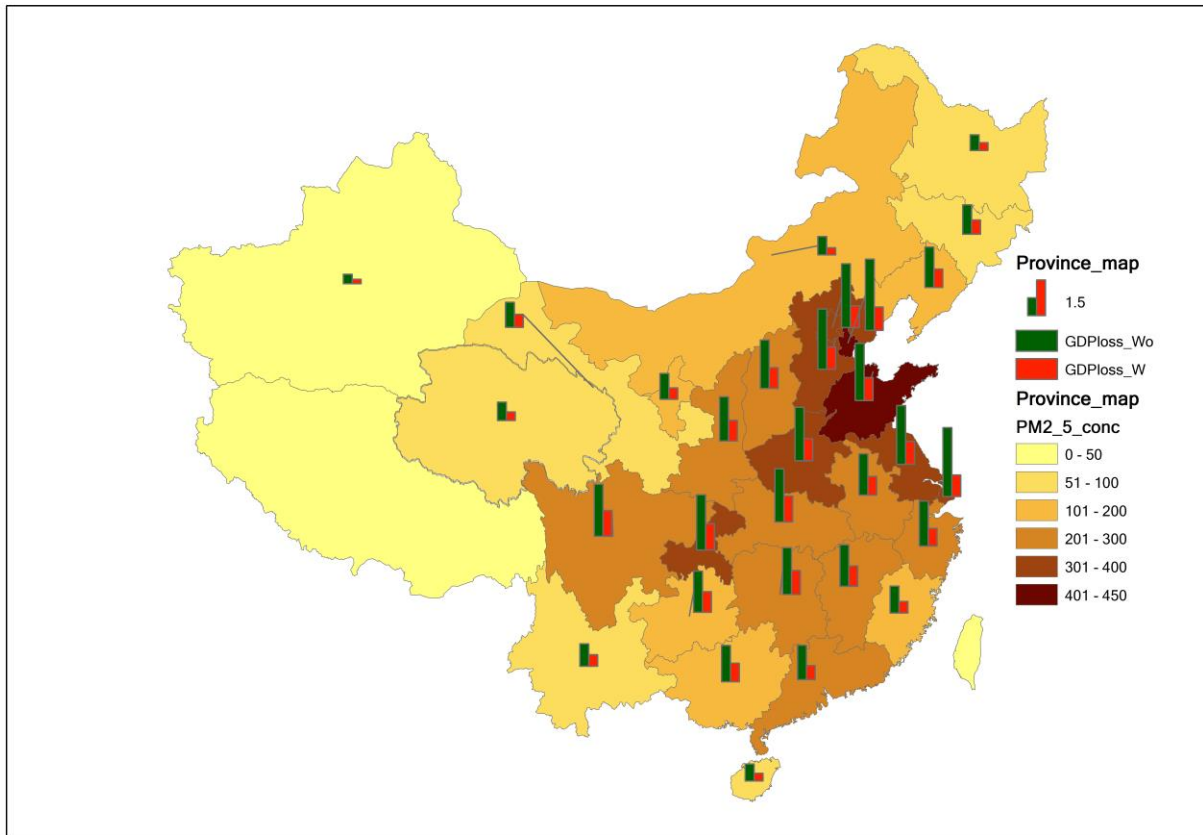 Province_map
1.5
GDPloss_Wo
GDPloss_W
Province_map
PM2_5_conc
0 - 50
51 - 100
101 - 200
201 - 300
301 - 400
401 - 450